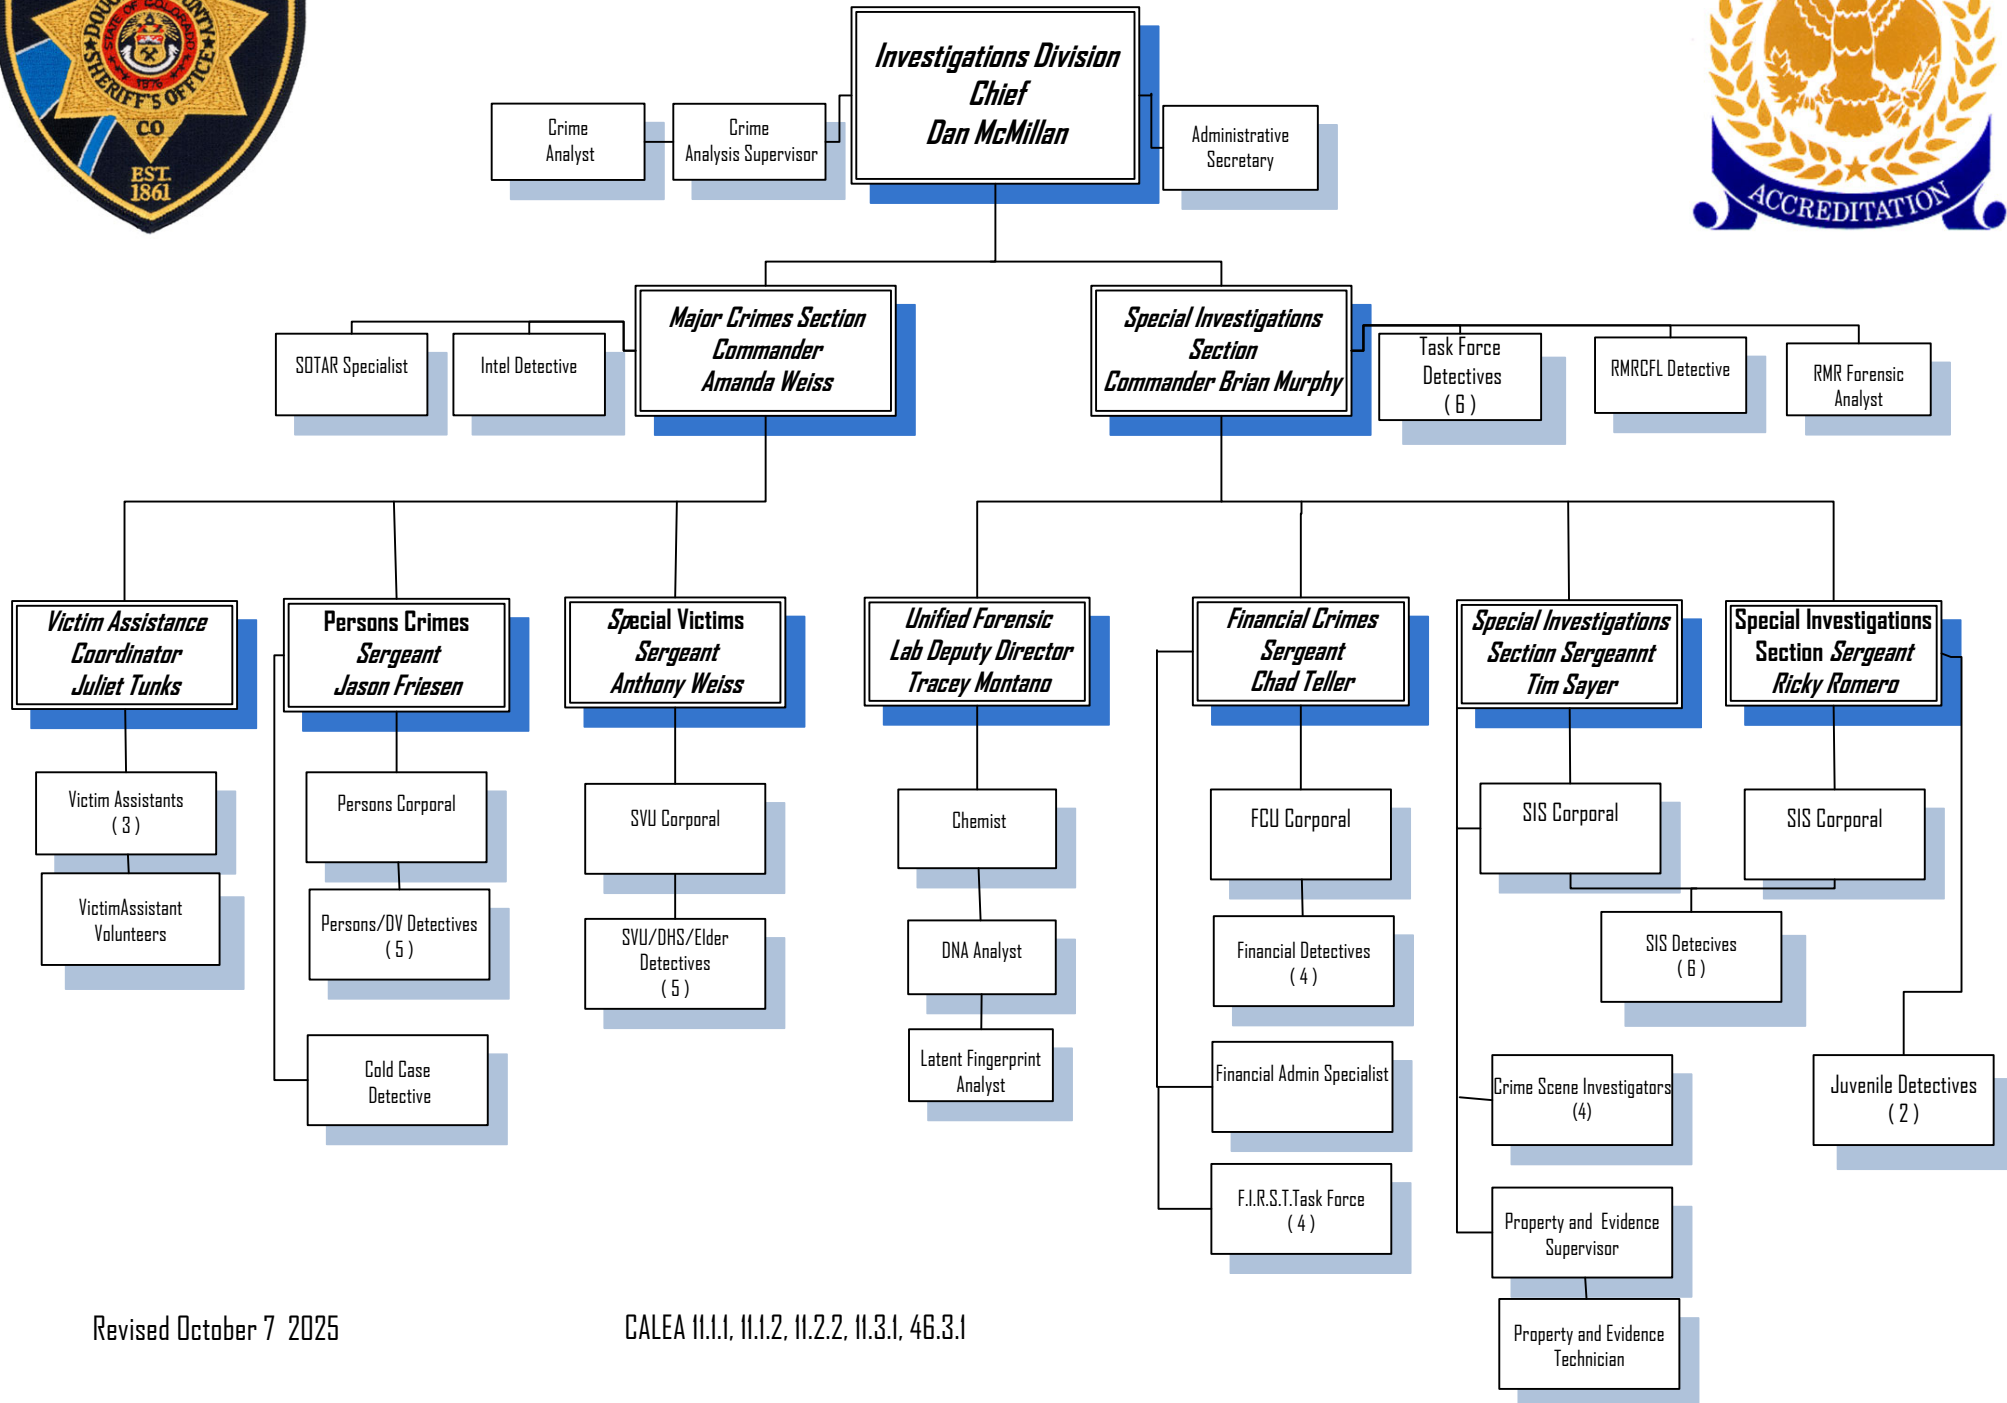 DOUG
UNTY
SHERIFF'S OFFICE
STATE OF COLORADO
1876
CO
EST.
1861
ACCREDITATION
Investigations Division
Chief
Dan McMillan
Crime
Analyst
Crime
Analysis Supervisor
Administrative
Secretary
Major Crimes Section
Commander
Amanda Weiss
Special Investigations
Section
Commander Brian Murphy
SOTAR Specialist
Intel Detective
Task Force
Detectives
( 6 )
RMRCFL Detective
RMR Forensic
Analyst
Victim Assistance
Coordinator
Juliet Tunks
Persons Crimes
Sergeant
Jason Friesen
Special Victims
Sergeant
Anthony Weiss
Unified Forensic
Lab Deputy Director
Tracey Montano
Financial Crimes
Sergeant
Chad Teller
Special Investigations
Section Sergeannt
Tim Sayer
Special Investigations
Section Sergeant
Ricky Romero
Victim Assistants
( 3 )
VictimAssistant
Volunteers
Persons Corporal
Persons/DV Detectives
( 5 )
Cold Case
Detective
SVU Corporal
SVU/DHS/Elder
Detectives
( 5 )
Chemist
DNA Analyst
Latent Fingerprint
Analyst
FCU Corporal
Financial Detectives
( 4 )
Financial Admin Specialist
F.I.R.S.T.Task Force
( 4 )
SIS Corporal
SIS Corporal
SIS Detecives
( 6 )
Crime Scene Investigators
(4)
Juvenile Detectives
( 2 )
Property and Evidence
Supervisor
Property and Evidence
Technician
Revised October 7 2025
CALEA 11.1.1, 11.1.2, 11.2.2, 11.3.1, 46.3.1